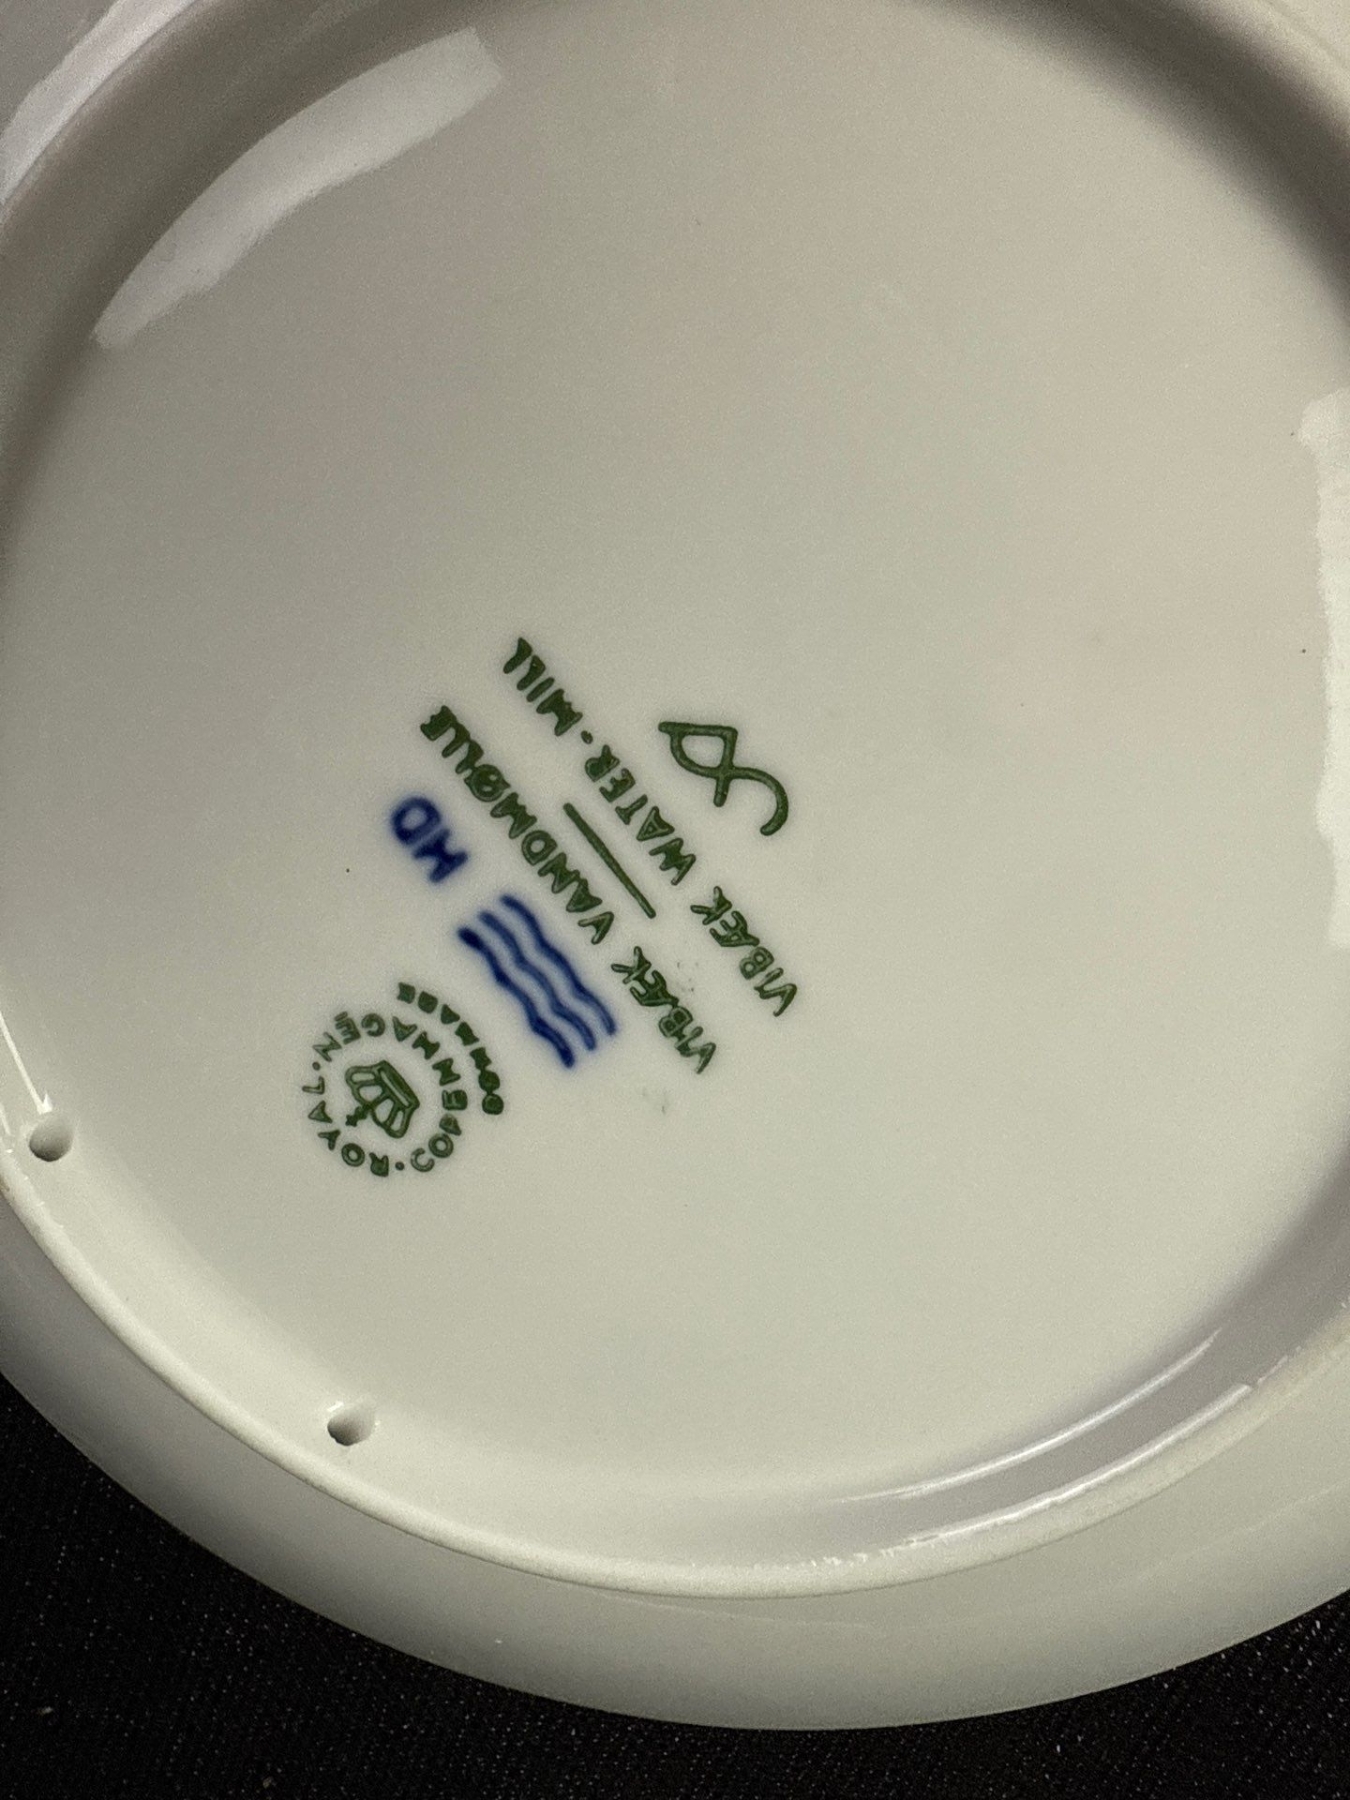 ROYAL · COPENHAGEN ·
DENMARK
HD
VIBÆK VANDMØLLE
VIBÆK WATER-MILL